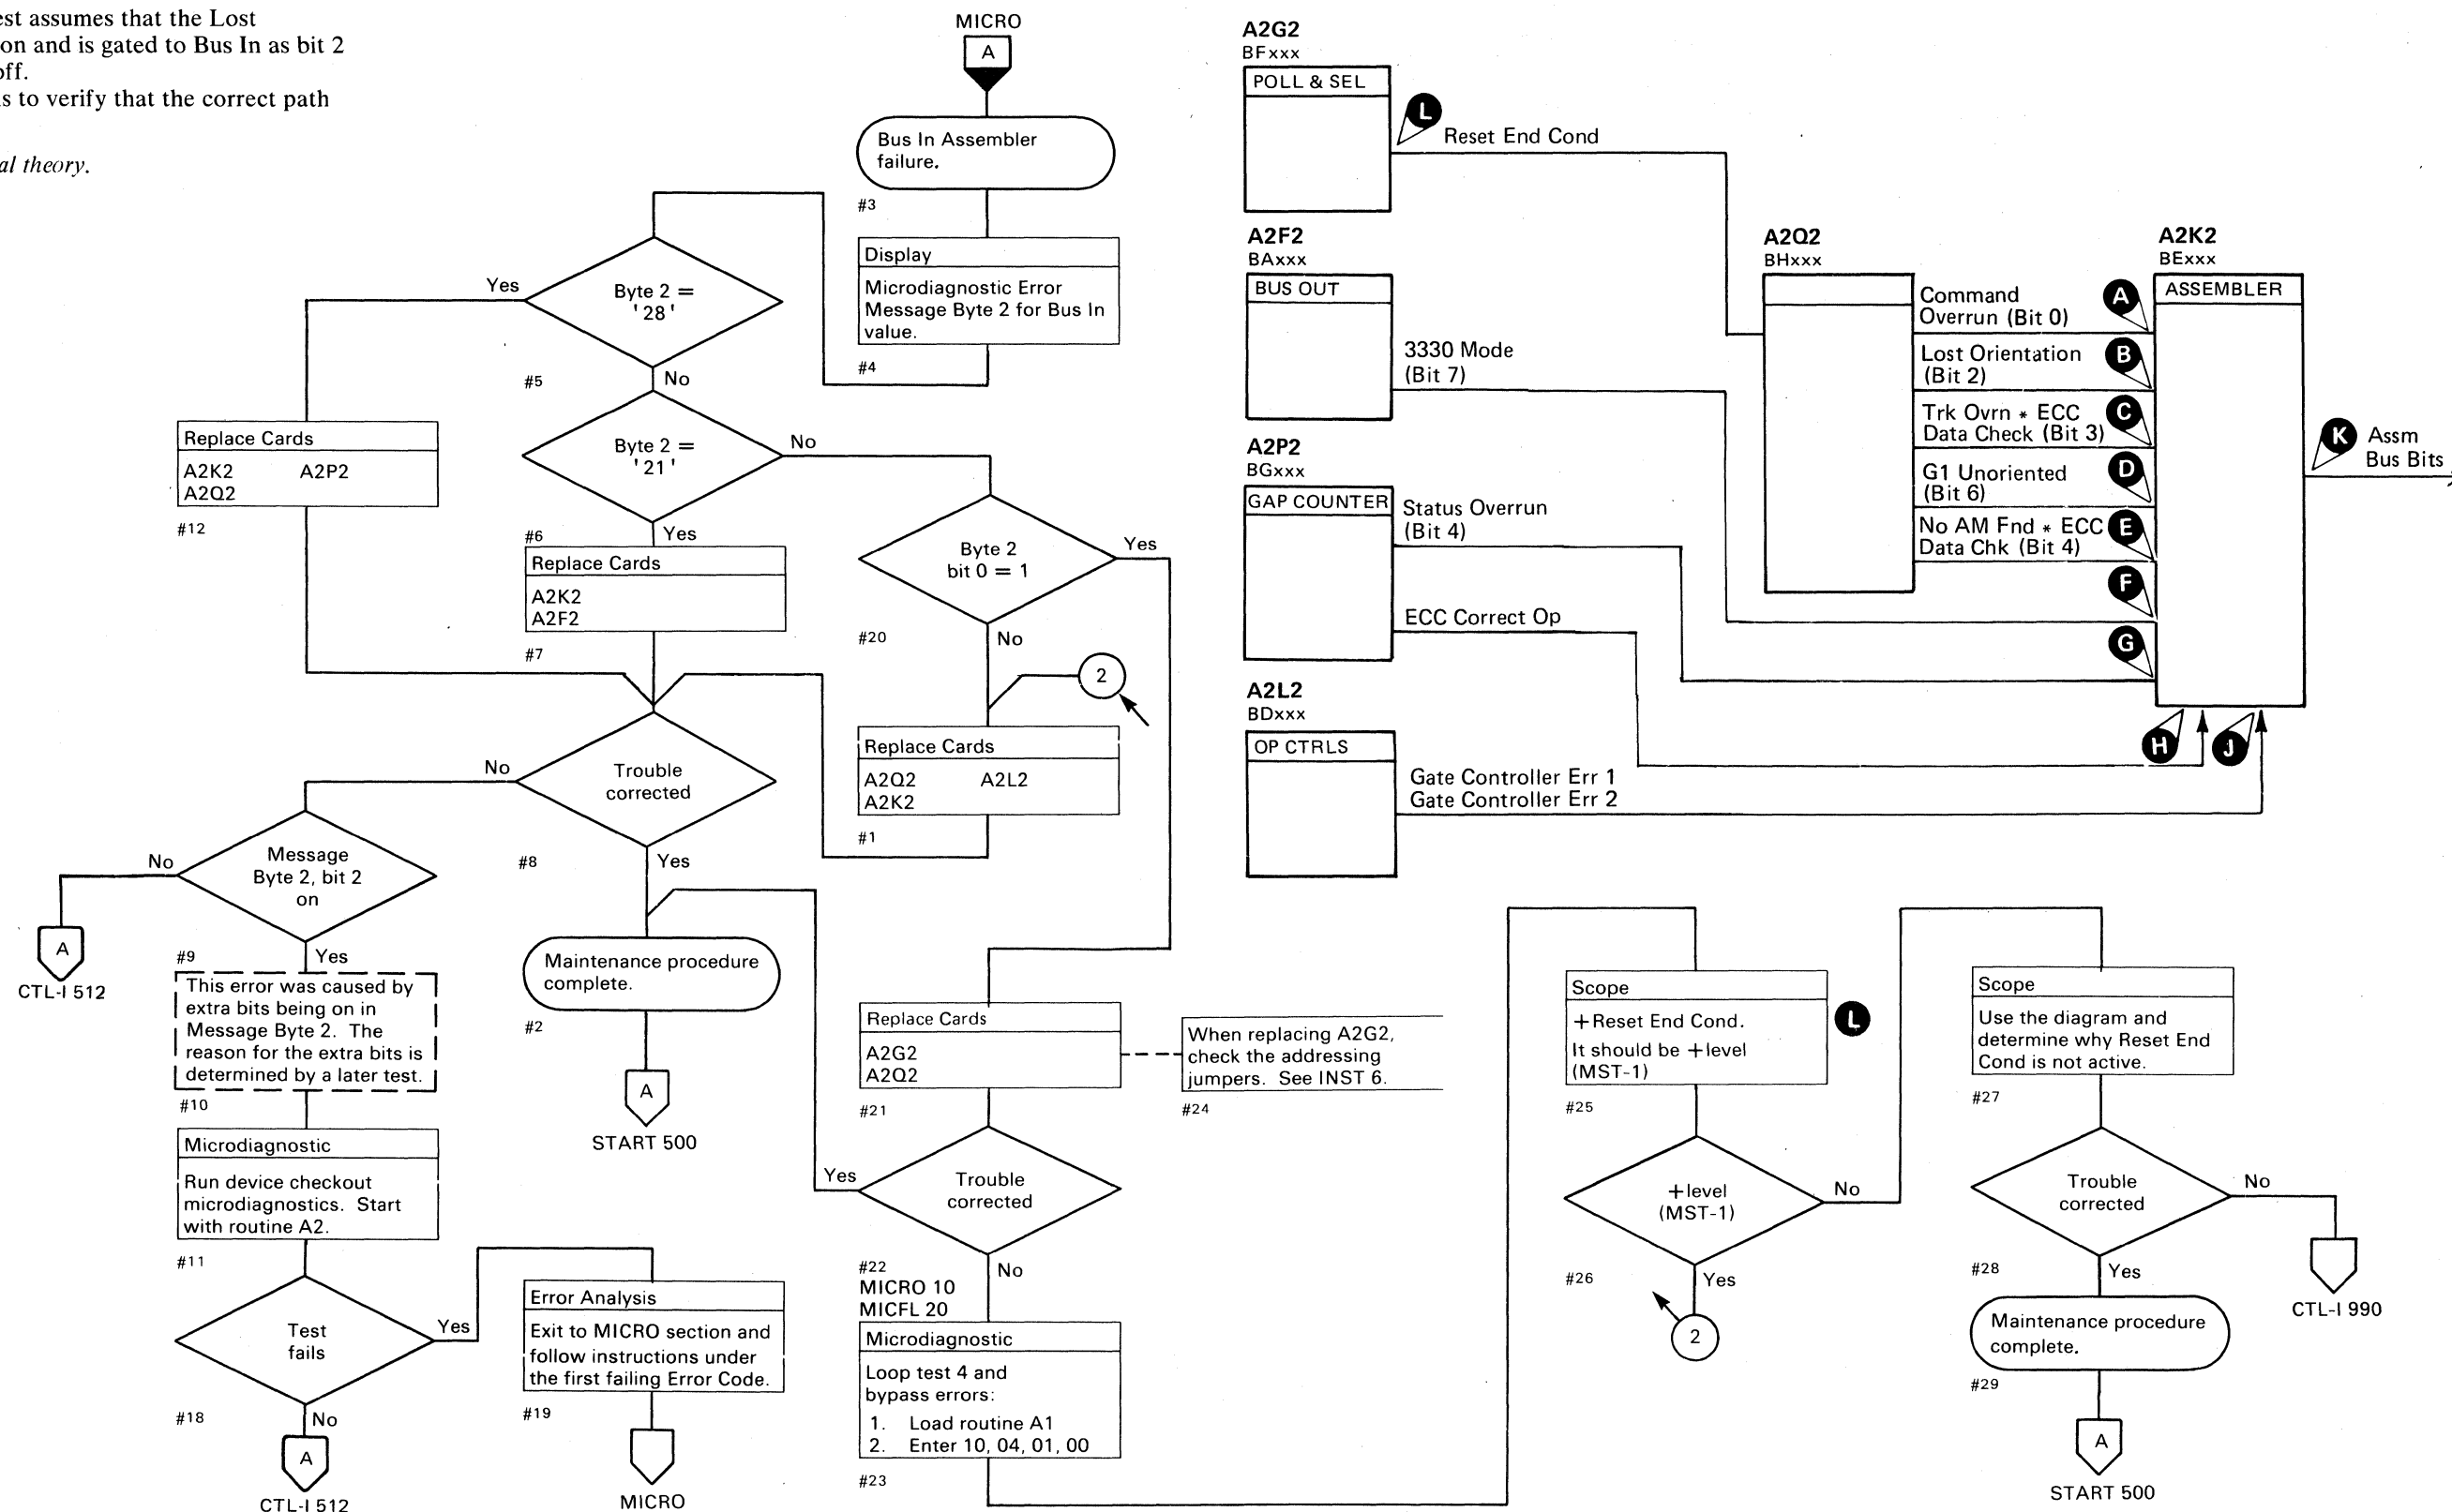 est assumes that the Lost
on and is gated to Bus In as bit 2
off.
is to verify that the correct path
al theory.
MICRO
A
Bus In Assembler
failure.
#3
Display
Microdiagnostic Error
Message Byte 2 for Bus In
value.
#4
Byte 2 =
'28'
Yes
No
#5
Replace Cards
A2K2 A2P2
A2Q2
#12
Byte 2 =
'21'
No
Yes
#6
Replace Cards
A2K2
A2F2
#7
Byte 2
bit 0 = 1
Yes
No
#20
2
Replace Cards
A2Q2 A2L2
A2K2
#1
Trouble
corrected
No
Yes
#8
Message
Byte 2, bit 2
on
No
Yes
A
CTL-I 512
#9
This error was caused by
extra bits being on in
Message Byte 2. The
reason for the extra bits is
determined by a later test.
#10
Microdiagnostic
Run device checkout
microdiagnostics. Start
with routine A2.
#11
Test
fails
Yes
No
#18
A
CTL-I 512
Error Analysis
Exit to MICRO section and
follow instructions under
the first failing Error Code.
#19
MICRO
Maintenance procedure
complete.
#2
A
START 500
Replace Cards
A2G2
A2Q2
#21
When replacing A2G2,
check the addressing
jumpers. See INST 6.
#24
Trouble
corrected
Yes
No
#22
MICRO 10
MICFL 20
Microdiagnostic
Loop test 4 and
bypass errors:
1. Load routine A1
2. Enter 10, 04, 01, 00
#23
A2G2
BFxxx
POLL & SEL
L
Reset End Cond
A2F2
BAxxx
BUS OUT
3330 Mode
(Bit 7)
A2P2
BGxxx
GAP COUNTER
Status Overrun
(Bit 4)
ECC Correct Op
A2L2
BDxxx
OP CTRLS
Gate Controller Err 1
Gate Controller Err 2
A2Q2
BHxxx
Command
Overrun (Bit 0)
A
Lost Orientation
(Bit 2)
B
Trk Ovrn * ECC
Data Check (Bit 3)
C
G1 Unoriented
(Bit 6)
D
No AM Fnd * ECC
Data Chk (Bit 4)
E
F
G
A2K2
BExxx
ASSEMBLER
H
J
K
Assm
Bus Bits
Scope
+Reset End Cond.
It should be +level
(MST-1)
L
#25
+level
(MST-1)
No
Yes
#26
2
Scope
Use the diagram and
determine why Reset End
Cond is not active.
#27
Trouble
corrected
No
Yes
#28
CTL-I 990
Maintenance procedure
complete.
#29
A
START 500